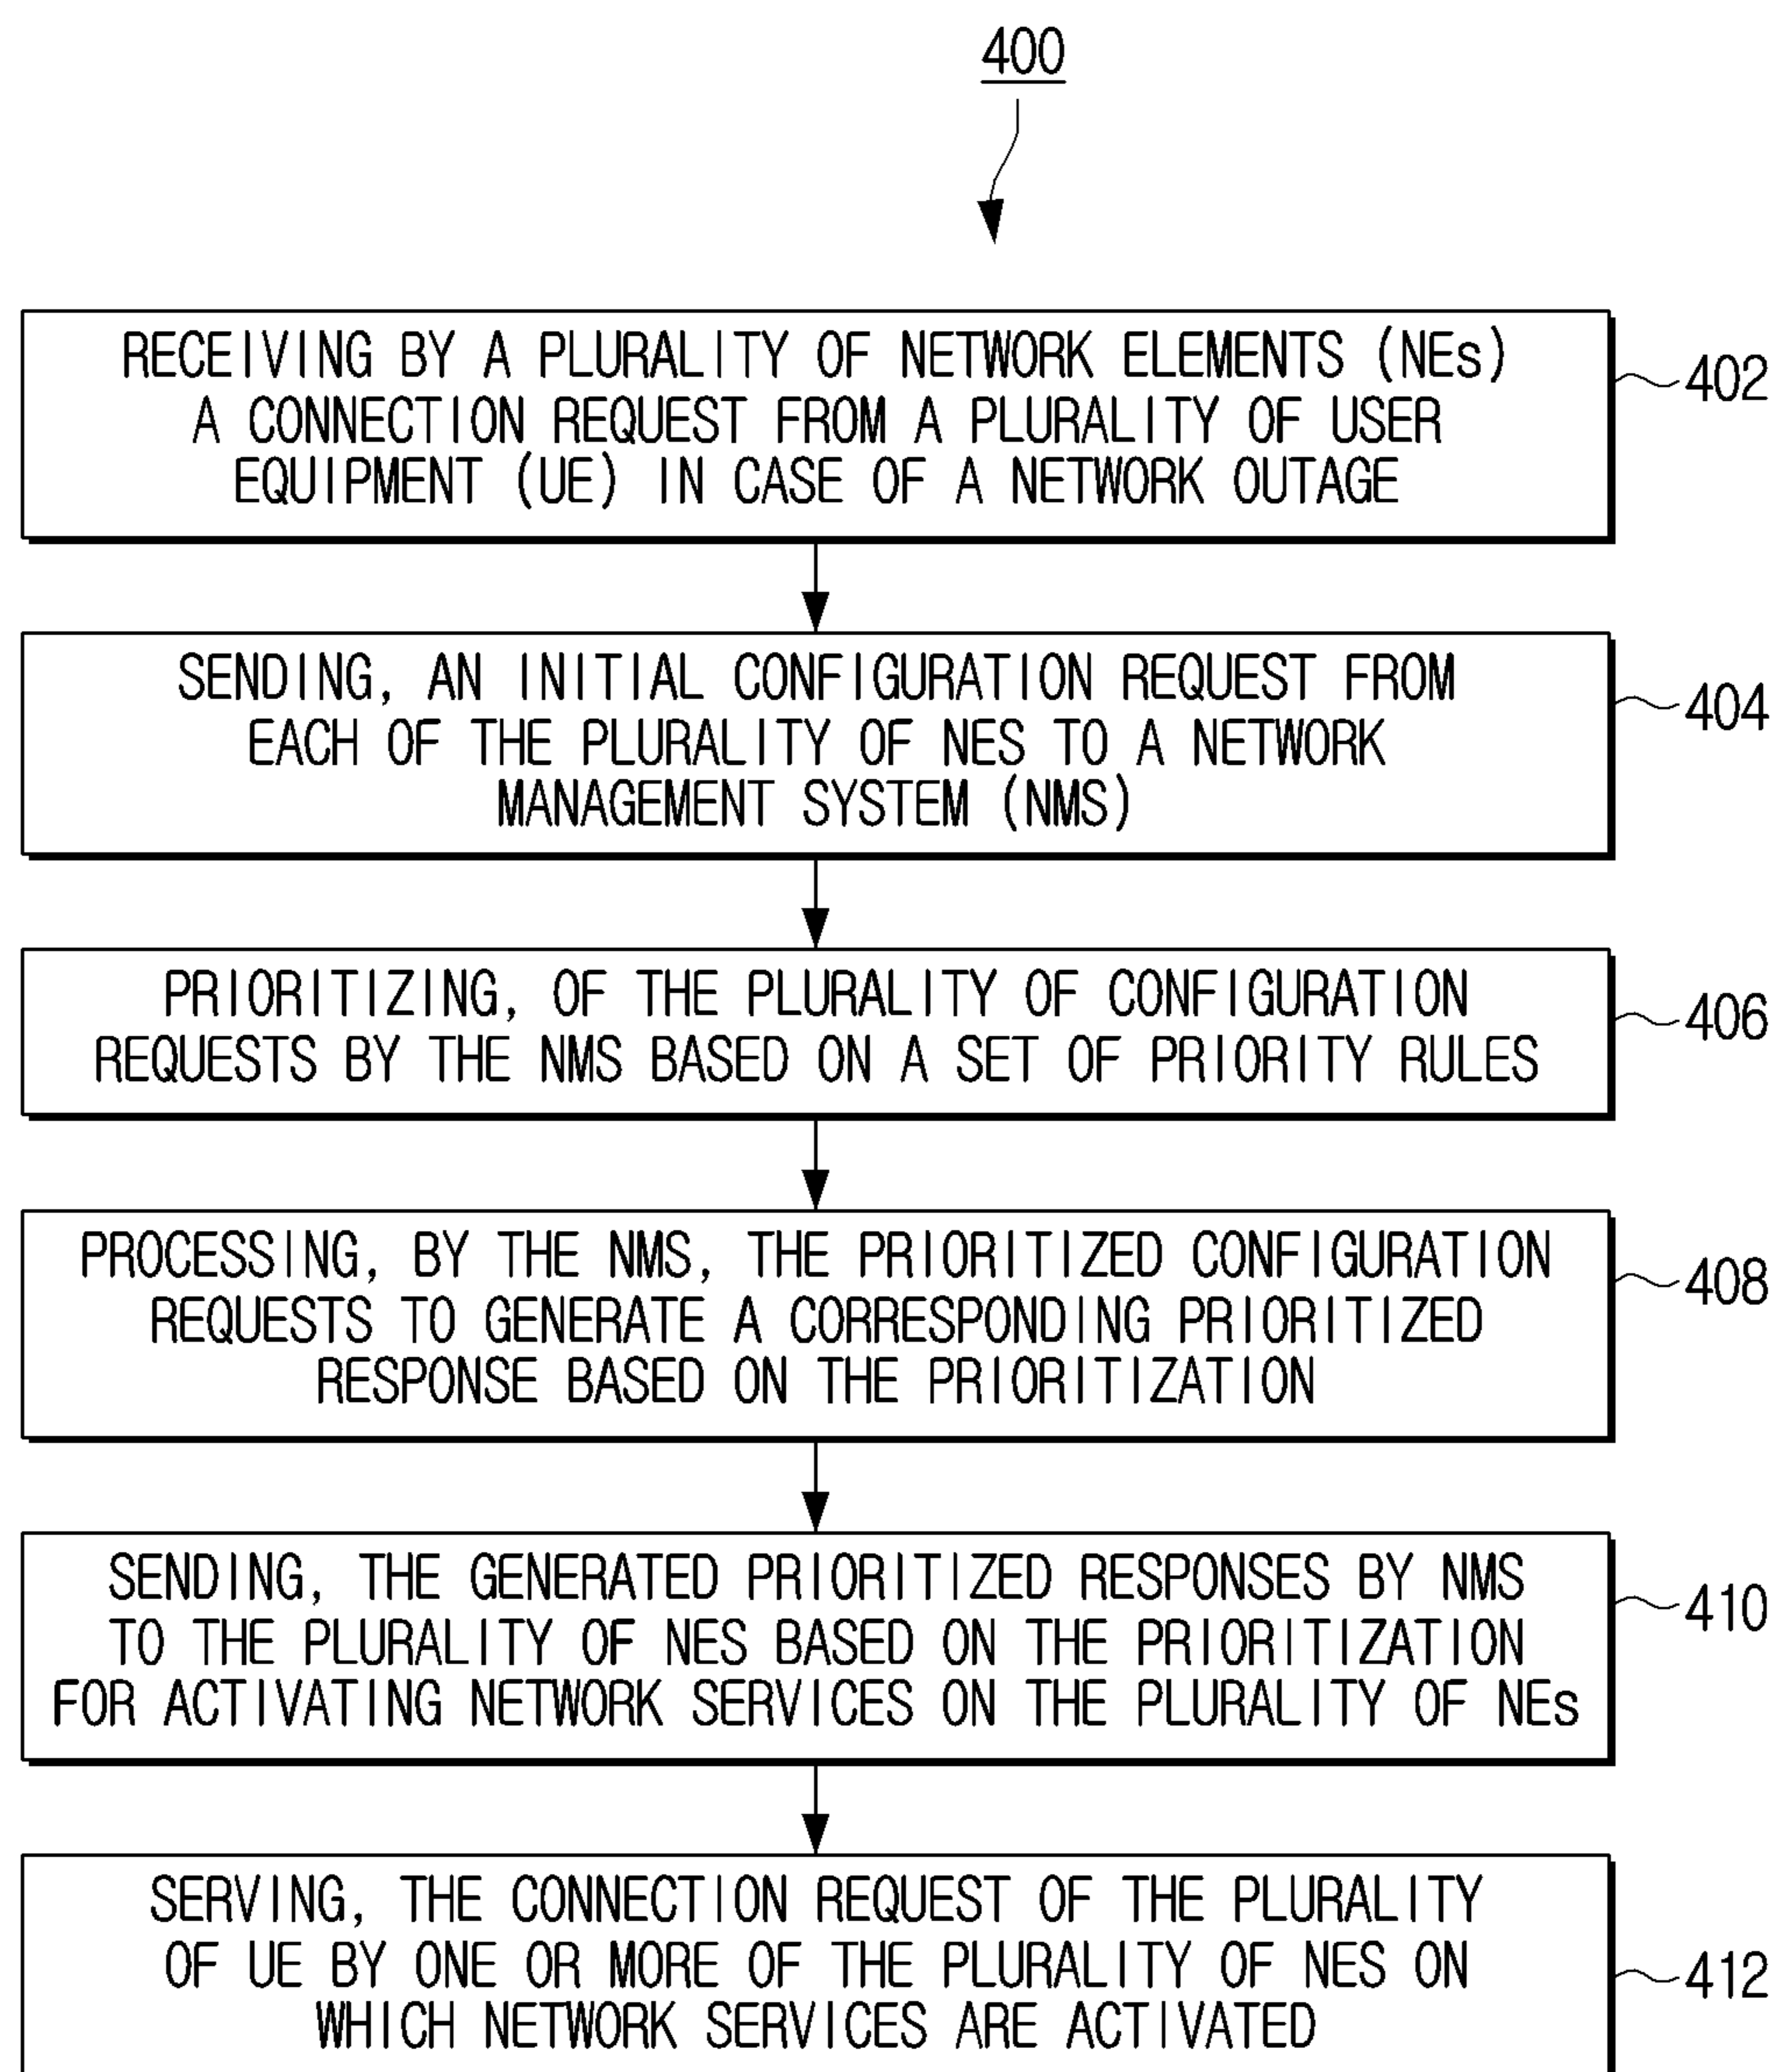 400
RECEIVING BY A PLURALITY OF NETWORK ELEMENTS (NEs)
A CONNECTION REQUEST FROM A PLURALITY OF USER
EQUIPMENT (UE) IN CASE OF A NETWORK OUTAGE
402
SENDING, AN INITIAL CONFIGURATION REQUEST FROM
EACH OF THE PLURALITY OF NES TO A NETWORK
MANAGEMENT SYSTEM (NMS)
404
PRIORITIZING, OF THE PLURALITY OF CONFIGURATION
REQUESTS BY THE NMS BASED ON A SET OF PRIORITY RULES
406
PROCESSING, BY THE NMS, THE PRIORITIZED CONFIGURATION
REQUESTS TO GENERATE A CORRESPONDING PRIORITIZED
RESPONSE BASED ON THE PRIORITIZATION
408
SENDING, THE GENERATED PRIORITIZED RESPONSES BY NMS
TO THE PLURALITY OF NES BASED ON THE PRIORITIZATION
FOR ACTIVATING NETWORK SERVICES ON THE PLURALITY OF NEs
410
SERVING, THE CONNECTION REQUEST OF THE PLURALITY
OF UE BY ONE OR MORE OF THE PLURALITY OF NES ON
WHICH NETWORK SERVICES ARE ACTIVATED
412